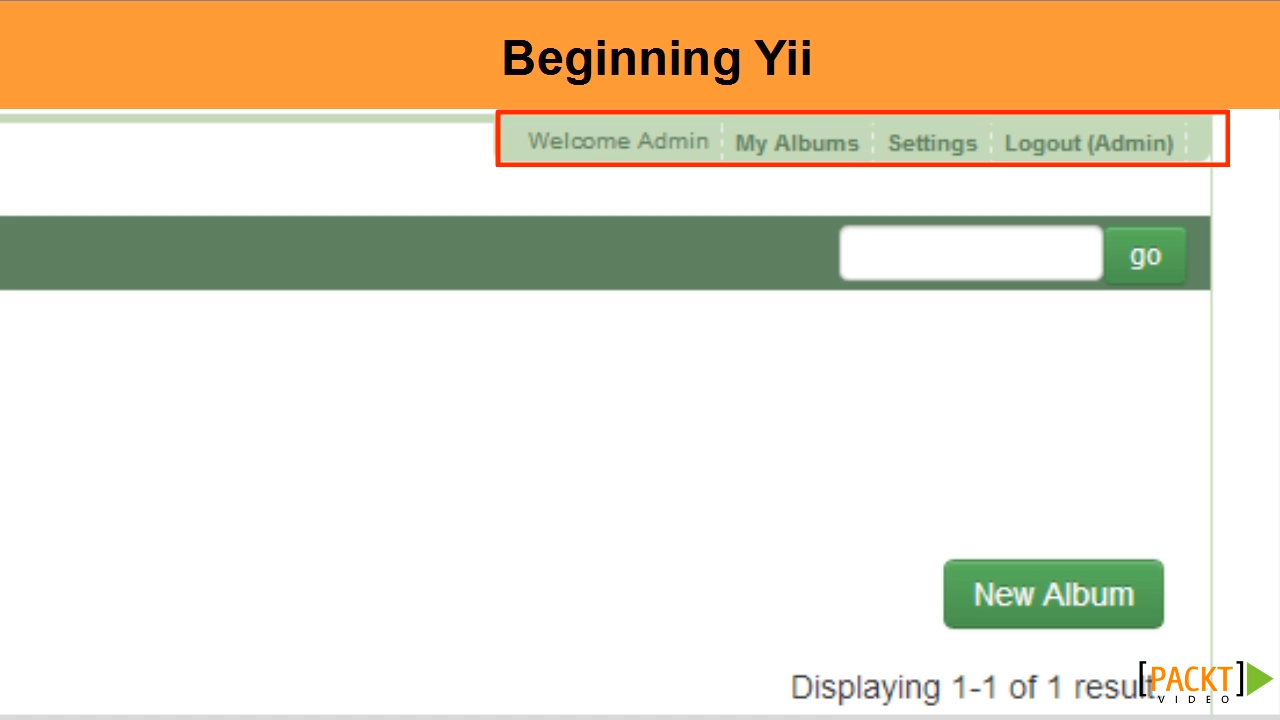 Beginning Yii
Welcome Admin My Albums Settings Logout (Admin)
go
New Album
Displaying 1-1 of 1 result
[PACKT]
VIDEO